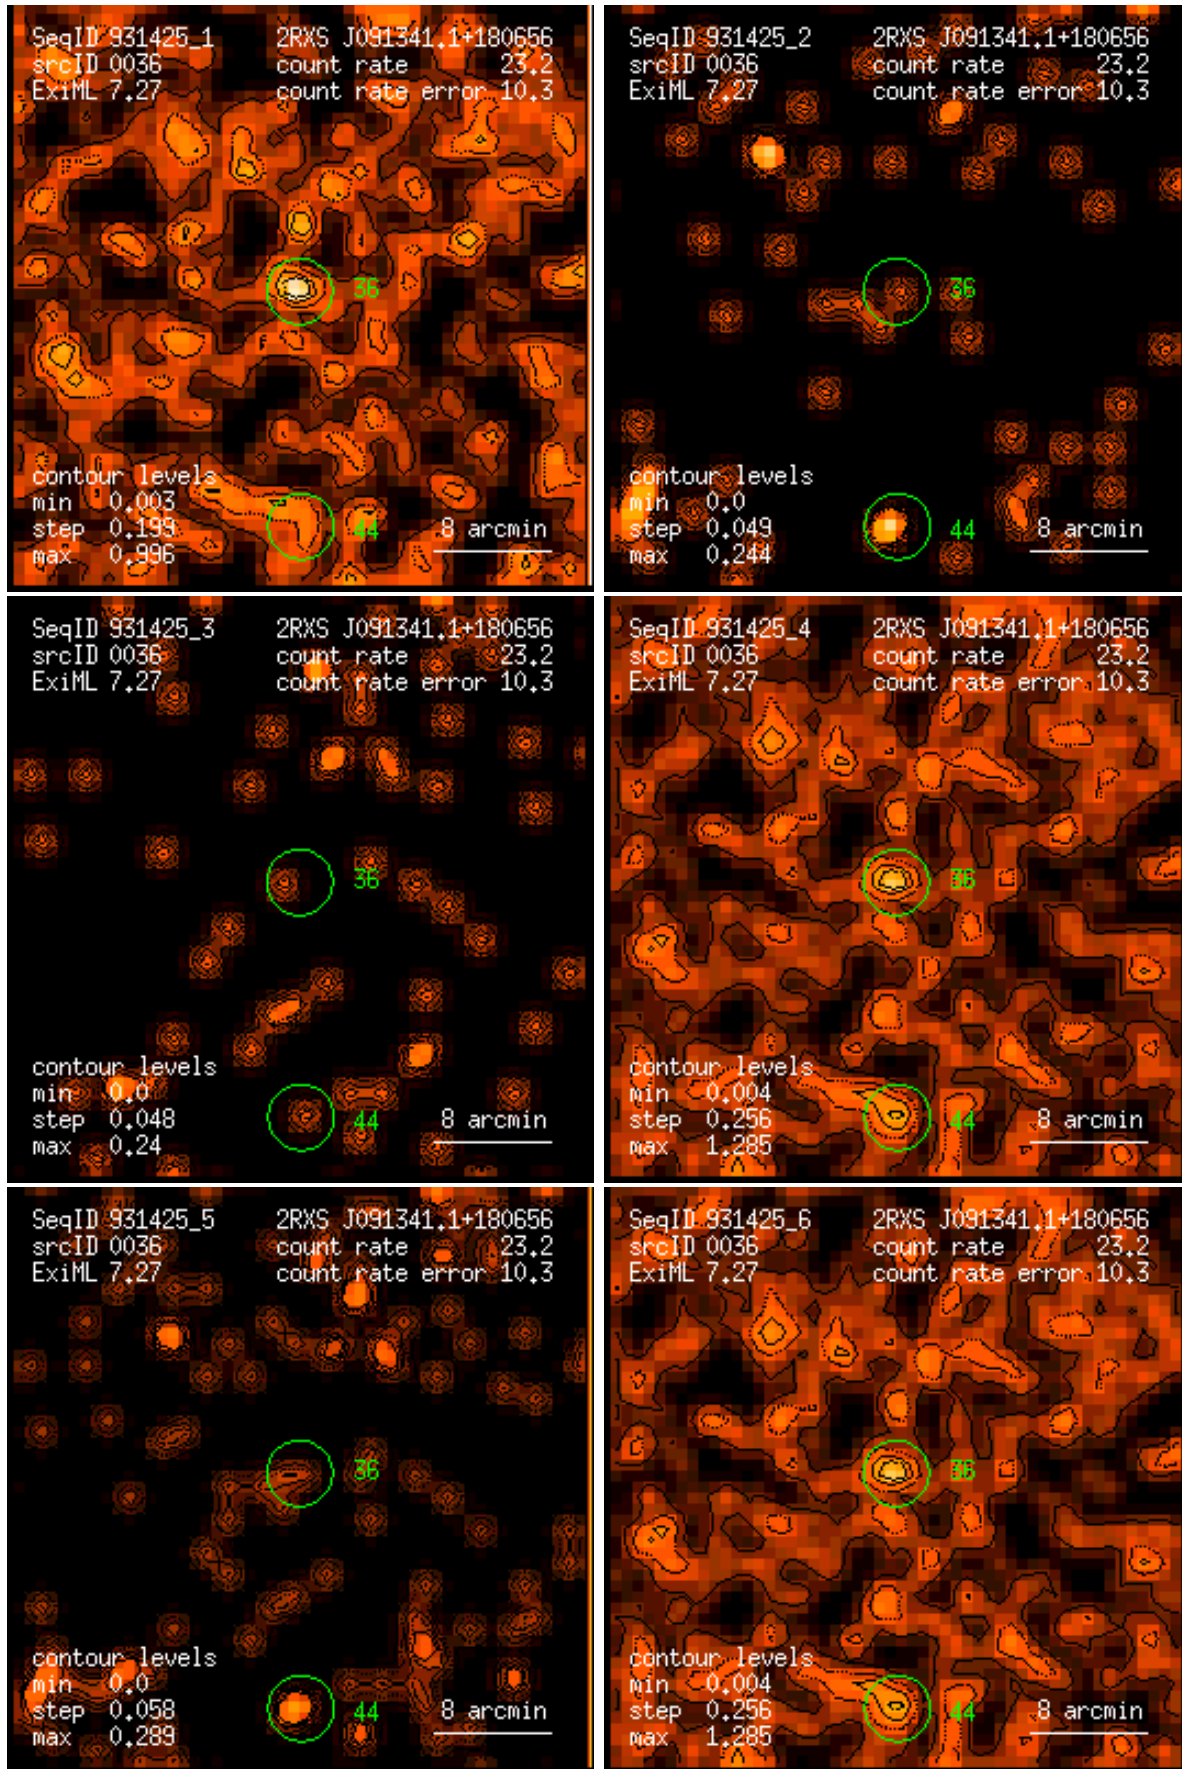 SeqID 931425_1 2RXS J091341.1+180656
srcID 0036 count rate 23.2
ExiML 7.27 count rate error 10.3
36
contour levels
min 0.003
step 0.199
max 0.996
44
8 arcmin
SeqID 931425_2 2RXS J091341.1+180656
srcID 0036 count rate 23.2
ExiML 7.27 count rate error 10.3
36
contour levels
min 0.0
step 0.049
max 0.244
44
8 arcmin
SeqID 931425_3 2RXS J091341.1+180656
srcID 0036 count rate 23.2
ExiML 7.27 count rate error 10.3
36
contour levels
min 0.0
step 0.048
max 0.24
44
8 arcmin
SeqID 931425_4 2RXS J091341.1+180656
srcID 0036 count rate 23.2
ExiML 7.27 count rate error 10.3
36
contour levels
min 0.004
step 0.256
max 1.285
44
8 arcmin
SeqID 931425_5 2RXS J091341.1+180656
srcID 0036 count rate 23.2
ExiML 7.27 count rate error 10.3
36
contour levels
min 0.0
step 0.058
max 0.289
44
8 arcmin
SeqID 931425_6 2RXS J091341.1+180656
srcID 0036 count rate 23.2
ExiML 7.27 count rate error 10.3
36
contour levels
min 0.004
step 0.256
max 1.285
44
8 arcmin